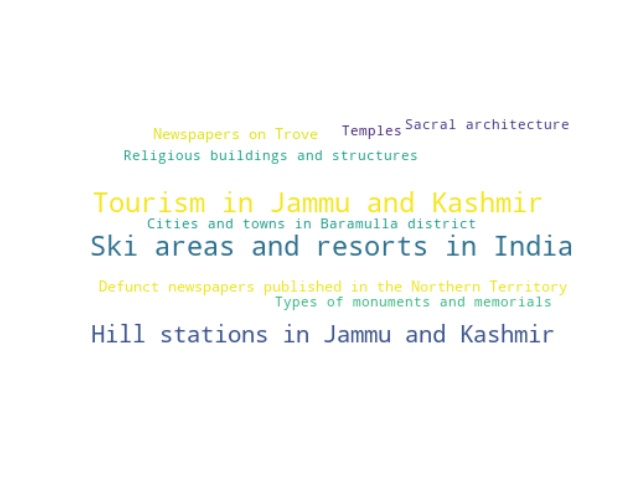 Sacral architecture
Newspapers on Trove
Temples
Religious buildings and structures
Tourism in Jammu and Kashmir
Cities and towns in Baramulla district
Ski areas and resorts in India
Defunct newspapers published in the Northern Territory
Types of monuments and memorials
Hill stations in Jammu and Kashmir